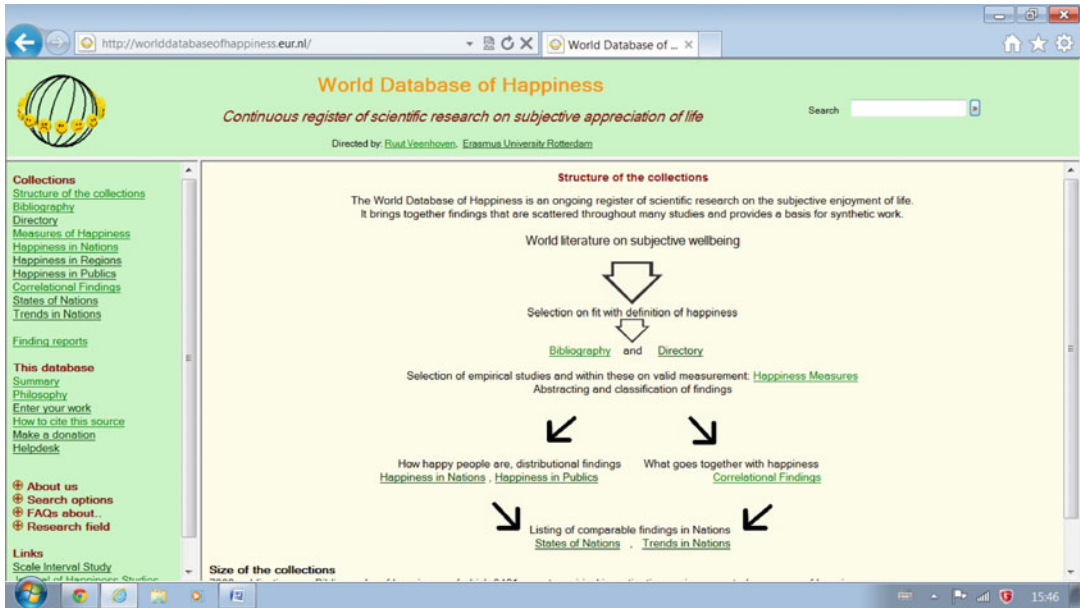 http://worlddatabaseofhappiness.eur.nl/
World Database of ...
World Database of Happiness
Continuous register of scientific research on subjective appreciation of life
Search
Directed by: Ruut Veenhoven, Erasmus University Rotterdam
Collections
Structure of the collections
Bibliography
Directory
Measures of Happiness
Happiness in Nations
Happiness in Regions
Happiness in Publics
Correlational Findings
States of Nations
Trends in Nations
Finding reports
This database
Summary
Philosophy
Enter your work
How to cite this source
Make a donation
Helpdesk
About us
Search options
FAQs about..
Research field
Links
Scale Interval Study
Journal of Happiness Studies
Structure of the collections
The World Database of Happiness is an ongoing register of scientific research on the subjective enjoyment of life.
It brings together findings that are scattered throughout many studies and provides a basis for synthetic work.
World literature on subjective wellbeing
Selection on fit with definition of happiness
Bibliography and Directory
Selection of empirical studies and within these on valid measurement: Happiness Measures
Abstracting and classification of findings
How happy people are, distributional findings What goes together with happiness
Happiness in Nations , Happiness in Publics Correlational Findings
Listing of comparable findings in Nations
States of Nations , Trends in Nations
Size of the collections
15:46